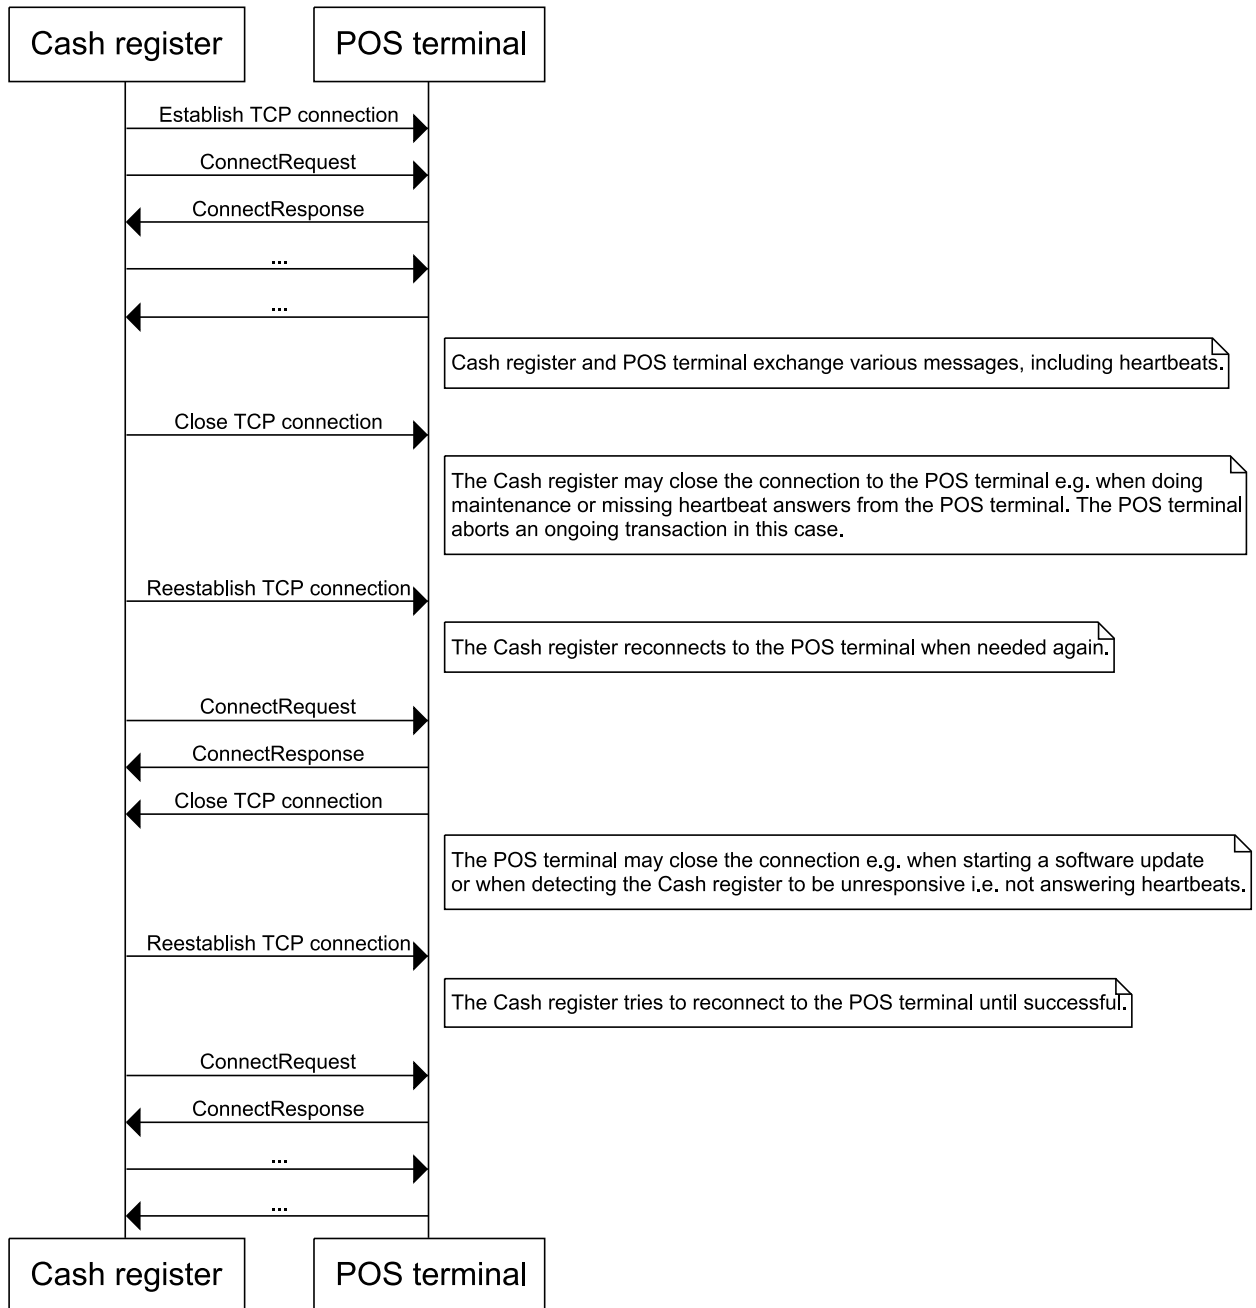 Cash register
POS terminal
Establish TCP connection
ConnectRequest
ConnectResponse
...
...
Cash register and POS terminal exchange various messages, including heartbeats.
Close TCP connection
The Cash register may close the connection to the POS terminal e.g. when doing
maintenance or missing heartbeat answers from the POS terminal. The POS terminal
aborts an ongoing transaction in this case.
Reestablish TCP connection
The Cash register reconnects to the POS terminal when needed again.
ConnectRequest
ConnectResponse
Close TCP connection
The POS terminal may close the connection e.g. when starting a software update
or when detecting the Cash register to be unresponsive i.e. not answering heartbeats.
Reestablish TCP connection
The Cash register tries to reconnect to the POS terminal until successful.
ConnectRequest
ConnectResponse
...
...
Cash register
POS terminal